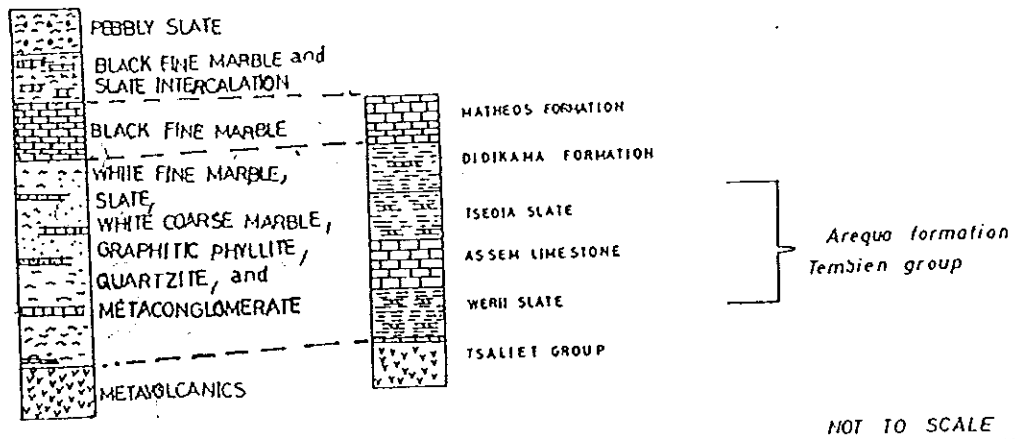 PEBBLY SLATE
BLACK FINE MARBLE and
SLATE INTERCALATION
BLACK FINE MARBLE
WHITE FINE MARBLE,
SLATE,
WHITE COARSE MARBLE,
GRAPHITIC PHYLLITE,
QUARTZITE, and
METACONGLOMERATE
METAVOLCANICS
MATHEOS FORMATION
DIDIKAMA FORMATION
TSEDIA SLATE
ASSEM LIMESTONE
WERII SLATE
TSALIET GROUP
Arequa formation
Tembien group
NOT TO SCALE